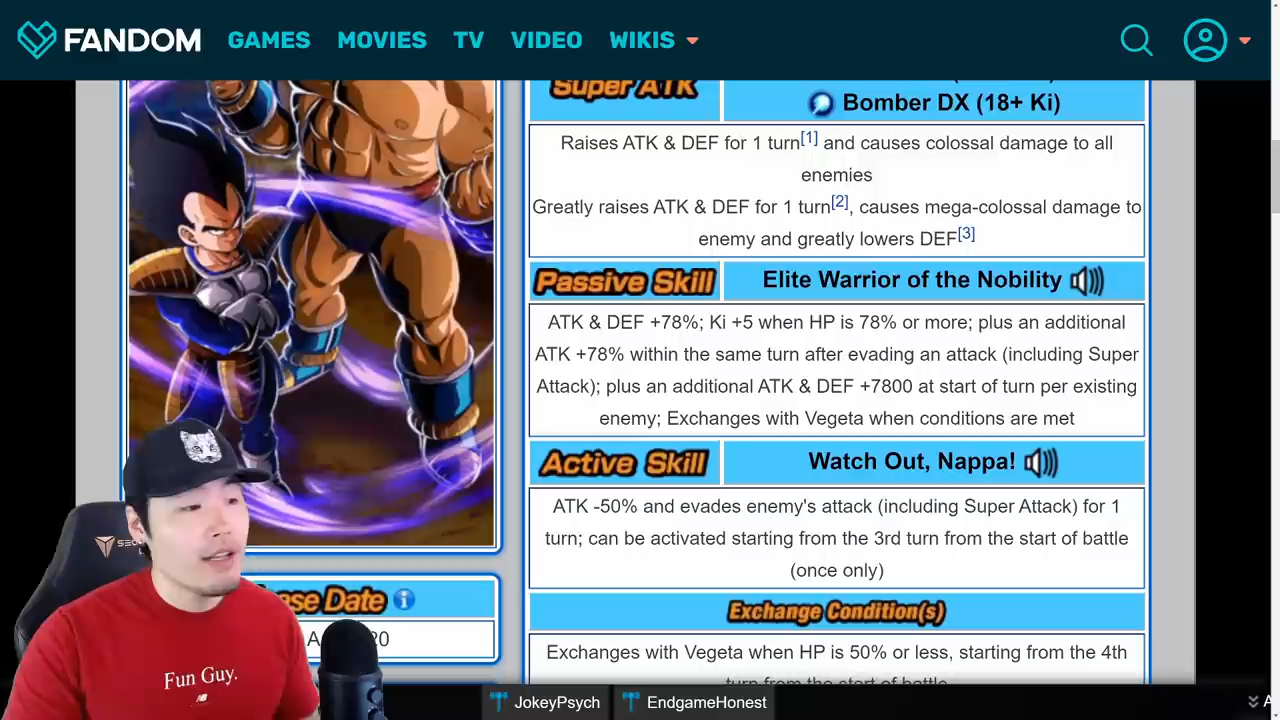 FANDOM GAMES MOVIES TV VIDEO WIKIS
Super ATK
Bomber DX (18+ Ki)
Raises ATK & DEF for 1 turn[1] and causes colossal damage to all
enemies
Greatly raises ATK & DEF for 1 turn[2], causes mega-colossal damage to
enemy and greatly lowers DEF[3]
Passive Skill
Elite Warrior of the Nobility
ATK & DEF +78%; Ki +5 when HP is 78% or more; plus an additional
ATK +78% within the same turn after evading an attack (including Super
Attack); plus an additional ATK & DEF +7800 at start of turn per existing
enemy; Exchanges with Vegeta when conditions are met
Active Skill
Watch Out, Nappa!
ATK -50% and evades enemy's attack (including Super Attack) for 1
turn; can be activated starting from the 3rd turn from the start of battle
(once only)
Exchange Condition(s)
Exchanges with Vegeta when HP is 50% or less, starting from the 4th
turn from the start of battle
Date
Fun Guy.
JokeyPsych
EndgameHonest